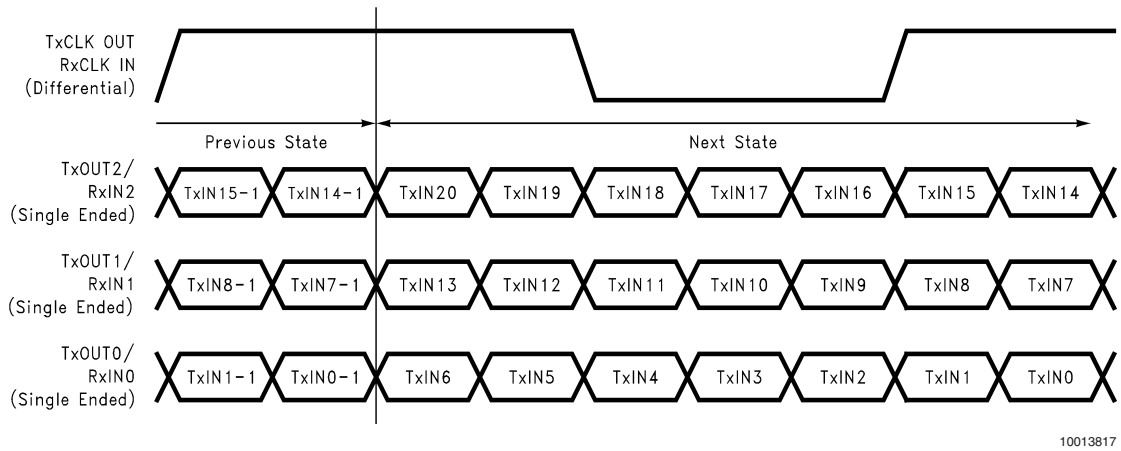 TxCLK OUT
RxCLK IN
(Differential)
Previous State
Next State
TxOUT2/
RxIN2
(Single Ended)
TxIN15-1 TxIN14-1 TxIN20 TxIN19 TxIN18 TxIN17 TxIN16 TxIN15 TxIN14
TxOUT1/
RxIN1
(Single Ended)
TxIN8-1 TxIN7-1 TxIN13 TxIN12 TxIN11 TxIN10 TxIN9 TxIN8 TxIN7
TxOUT0/
RxIN0
(Single Ended)
TxIN1-1 TxIN0-1 TxIN6 TxIN5 TxIN4 TxIN3 TxIN2 TxIN1 TxIN0
10013817